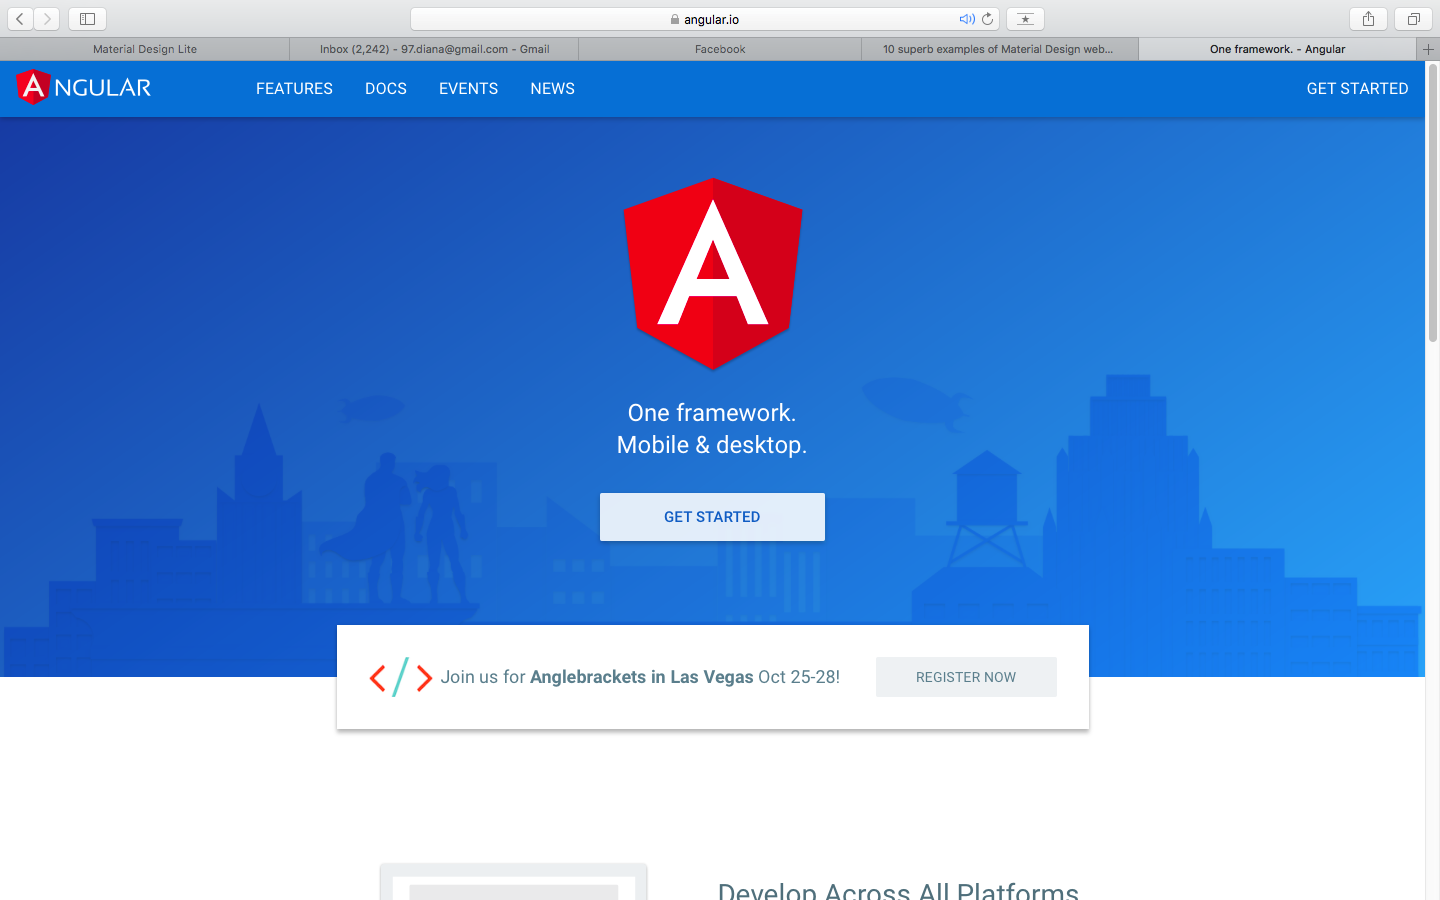 angular.io
Material Design Lite
Inbox (2,242) - 97.diana@gmail.com - Gmail
Facebook
10 superb examples of Material Design web...
One framework. - Angular
ANGULAR
FEATURES
DOCS
EVENTS
NEWS
GET STARTED
A
One framework.
Mobile & desktop.
GET STARTED
</> Join us for Anglebrackets in Las Vegas Oct 25-28!
REGISTER NOW
Develop Across All Platforms